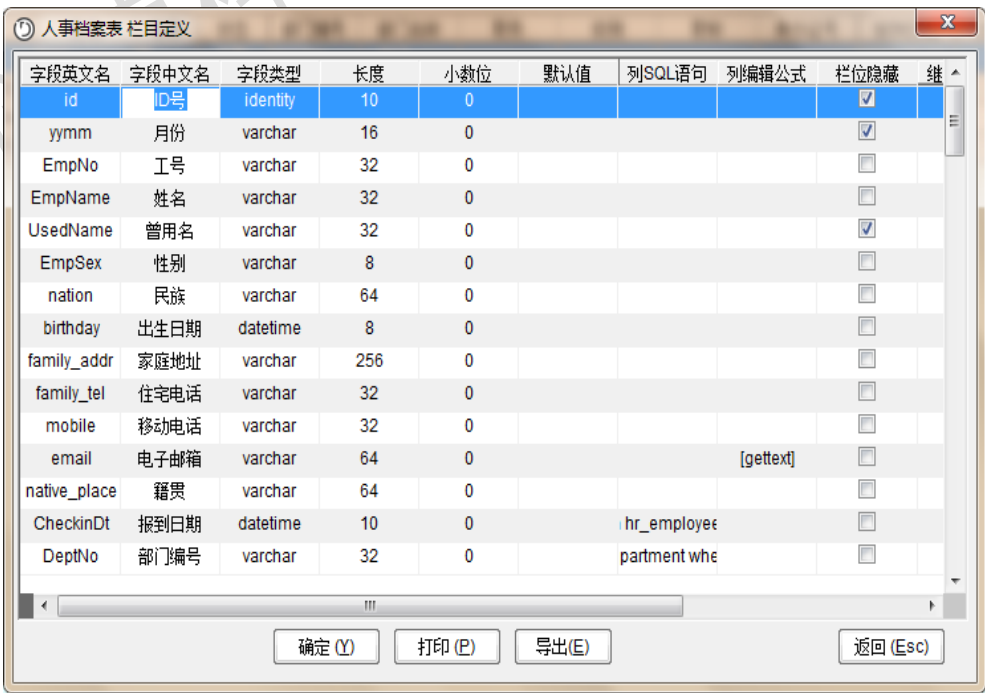 人事档案表 栏目定义
字段英文名 字段中文名 字段类型 长度 小数位 默认值 列SQL语句 列编辑公式 栏位隐藏 继
id ID号 identity 10 0
yymm 月份 varchar 16 0
EmpNo 工号 varchar 32 0
EmpName 姓名 varchar 32 0
UsedName 曾用名 varchar 32 0
EmpSex 性别 varchar 8 0
nation 民族 varchar 64 0
birthday 出生日期 datetime 8 0
family_addr 家庭地址 varchar 256 0
family_tel 住宅电话 varchar 32 0
mobile 移动电话 varchar 32 0
email 电子邮箱 varchar 64 0 [gettext]
native_place 籍贯 varchar 64 0
CheckinDt 报到日期 datetime 10 0 hr_employee
DeptNo 部门编号 varchar 32 0 partment whe
确定 (Y) 打印 (P) 导出(E) 返回 (Esc)